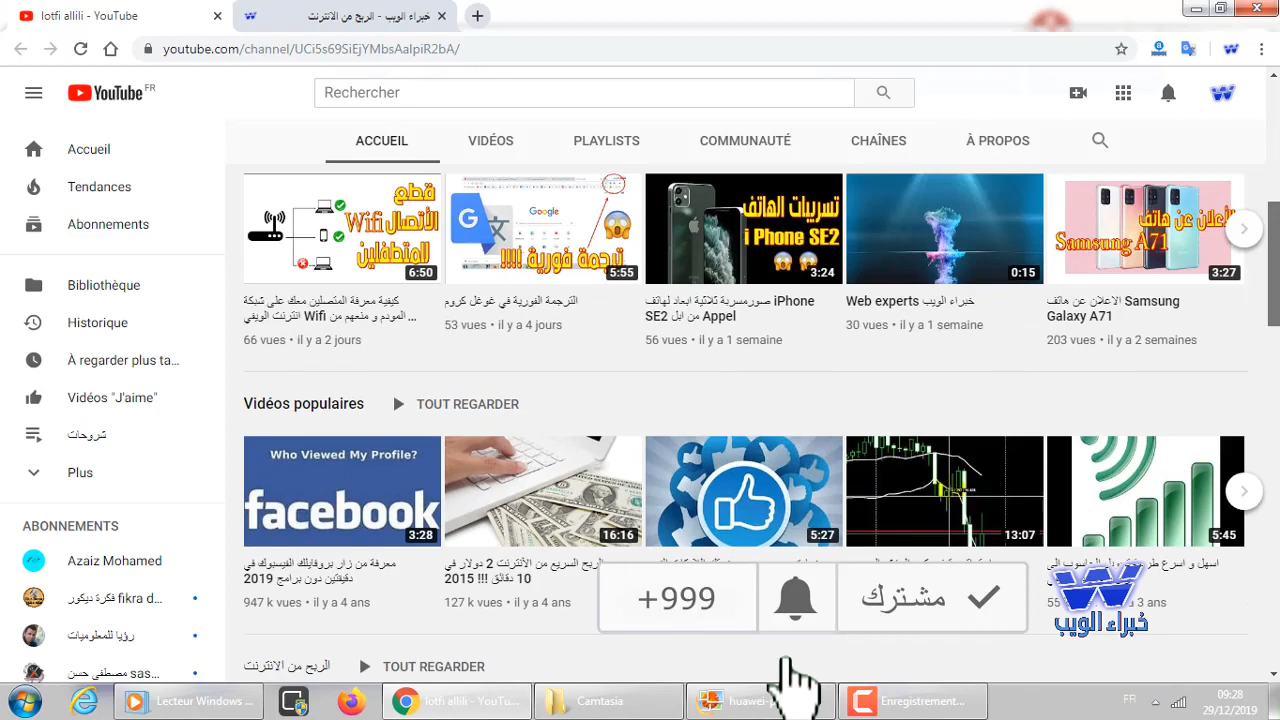 lotfi allili - YouTube
خبراء الويب - الربح من الانترنت
youtube.com/channel/UCi5s69SiEjYMbsAaIpiR2bA/
YouTube FR
Rechercher
ACCUEIL
VIDÉOS
PLAYLISTS
COMMUNAUTÉ
CHAÎNES
À PROPOS
Accueil
Tendances
Abonnements
Bibliothèque
Historique
À regarder plus ta...
Vidéos "J'aime"
شروحات
Plus
ABONNEMENTS
Azaiz Mohamed
فكرة ديكور fikra d...
رؤيا للمعلوميات
مصطفى حسن sas...
قطع
الأتصال Wifi
للمتطفلين
6:50
Google
ترجمة فورية !!!!
5:55
تسريبات الهاتف
i Phone SE2
3:24
0:15
الأعلان عن هاتف
Samsung A71
3:27
كيفية معرفة المتصلين معك على شبكة
المودم و منعهم من Wifi انترنت الويفي ...
66 vues • il y a 2 jours
الترجمة الفورية في غوغل كروم
53 vues • il y a 4 jours
صورمسربة ثلاثية ابعاد لهاتف iPhone
SE2 من ابل Appel
56 vues • il y a 1 semaine
Web experts خبراء الويب
30 vues • il y a 1 semaine
الاعلان عن هاتف Samsung
Galaxy A71
203 vues • il y a 2 semaines
Vidéos populaires
TOUT REGARDER
Who Viewed My Profile?
facebook
3:28
16:16
5:27
13:07
5:45
معرفة من زار بروفايلك الفيسبوك في
دقيقتين دون برامج 2019
947 k vues • il y a 4 ans
الربح السريع من الأنترنت 2 دولار في
10 دقائق !!! 2015
127 k vues • il y a 4 ans
+999
مشترك
خبراء الويب
الربح من الانترنت
TOUT REGARDER
Lecteur Windows ...
lotfi allili - YouTu...
Camtasia
Enregistrement...
FR
09:28
29/12/2019